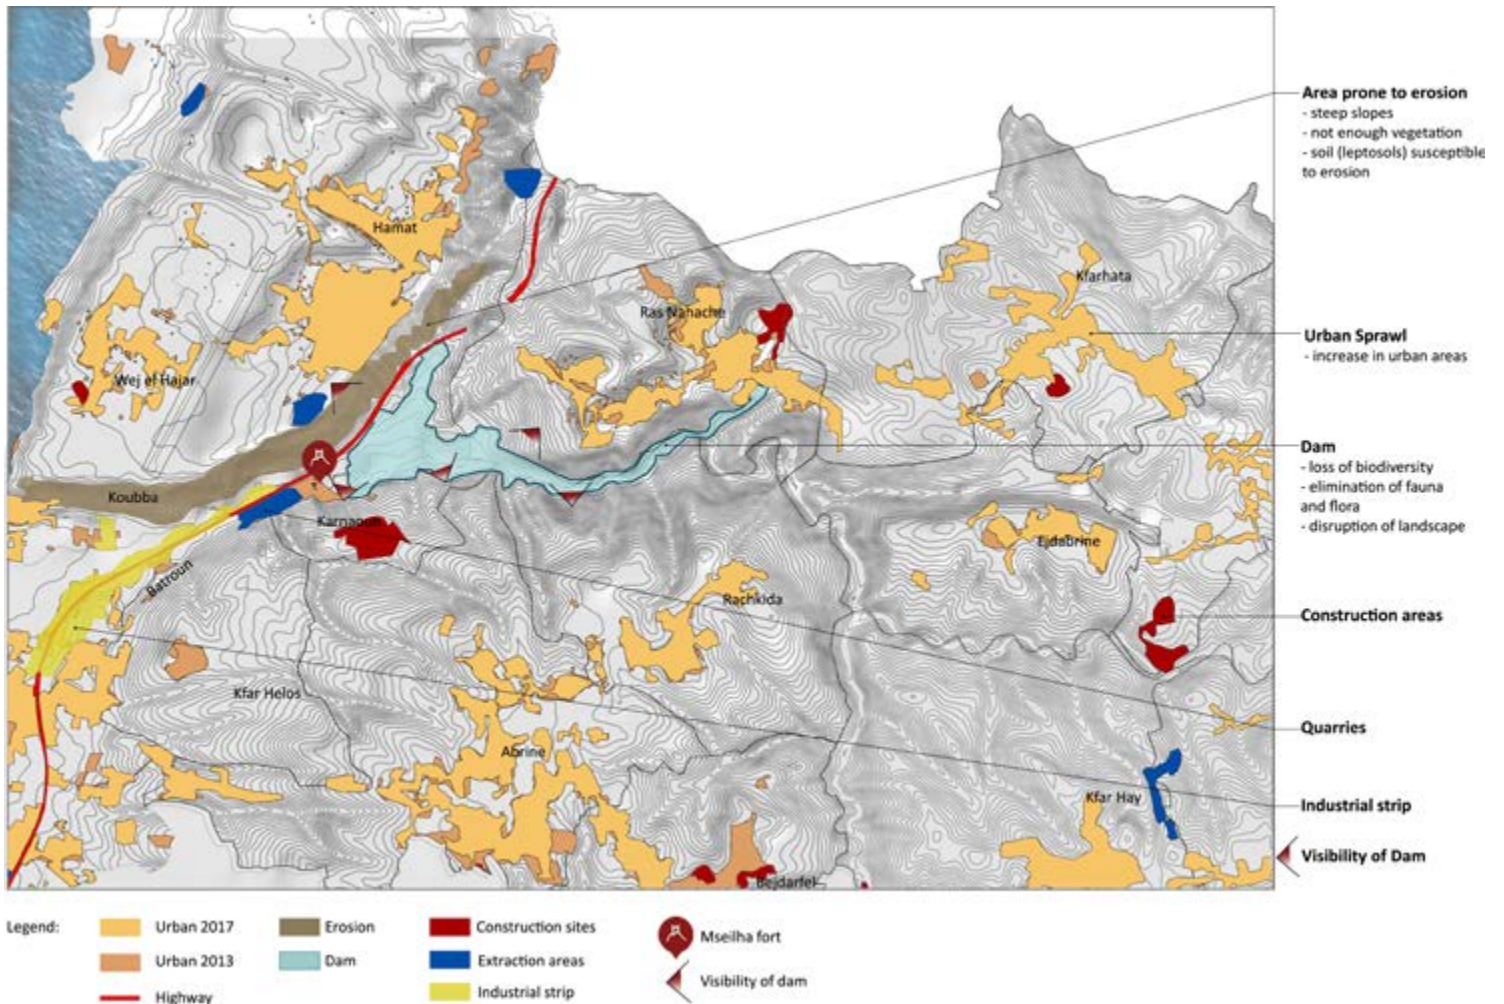 Area prone to erosion
- steep slopes
- not enough vegetation
- soil (leptosols) susceptible
to erosion
Hamat
Kfarhata
Ras Nahache
Urban Sprawl
- increase in urban areas
Wej el Hajar
Dam
- loss of biodiversity
- elimination of fauna
and flora
- disruption of landscape
Koubba
Karnaoun
Ejdabrine
Batroun
Rachkida
Construction areas
Kfar Helos
Quarries
Abrine
Kfar Hay
Industrial strip
Visibility of Dam
Bejdarfel
Legend:
Urban 2017
Erosion
Construction sites
Mseilha fort
Urban 2013
Dam
Extraction areas
Visibility of dam
Highway
Industrial strip